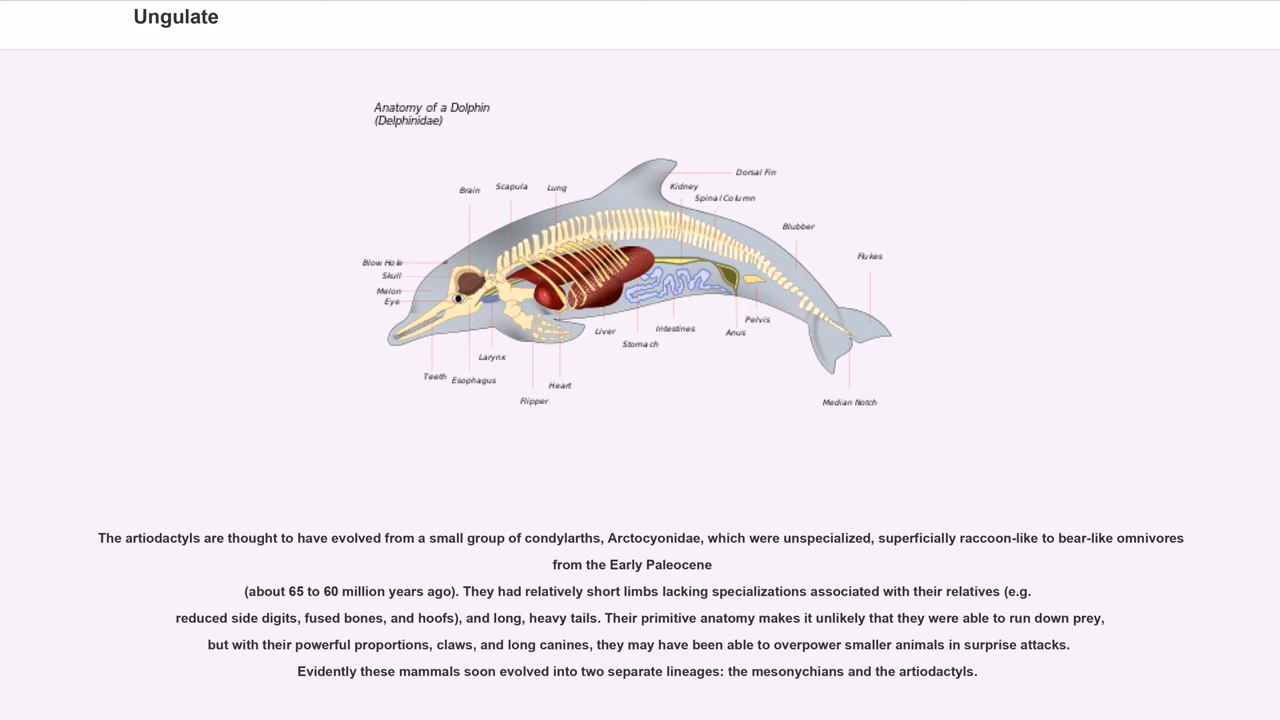 Ungulate
Anatomy of a Dolphin
(Delphinidae)
Dorsal Fin
Brain
Scapula
Lung
Kidney
Spinal Column
Blubber
Flukes
Blow Hole
Skull
Melon
Eye
Pelvis
Liver
Intestines
Anus
Stomach
Larynx
Teeth
Esophagus
Heart
Flipper
Median Notch
The artiodactyls are thought to have evolved from a small group of condylarths, Arctocyonidae, which were unspecialized, superficially raccoon-like to bear-like omnivores
from the Early Paleocene
(about 65 to 60 million years ago). They had relatively short limbs lacking specializations associated with their relatives (e.g.
reduced side digits, fused bones, and hoofs), and long, heavy tails. Their primitive anatomy makes it unlikely that they were able to run down prey,
but with their powerful proportions, claws, and long canines, they may have been able to overpower smaller animals in surprise attacks.
Evidently these mammals soon evolved into two separate lineages: the mesonychians and the artiodactyls.